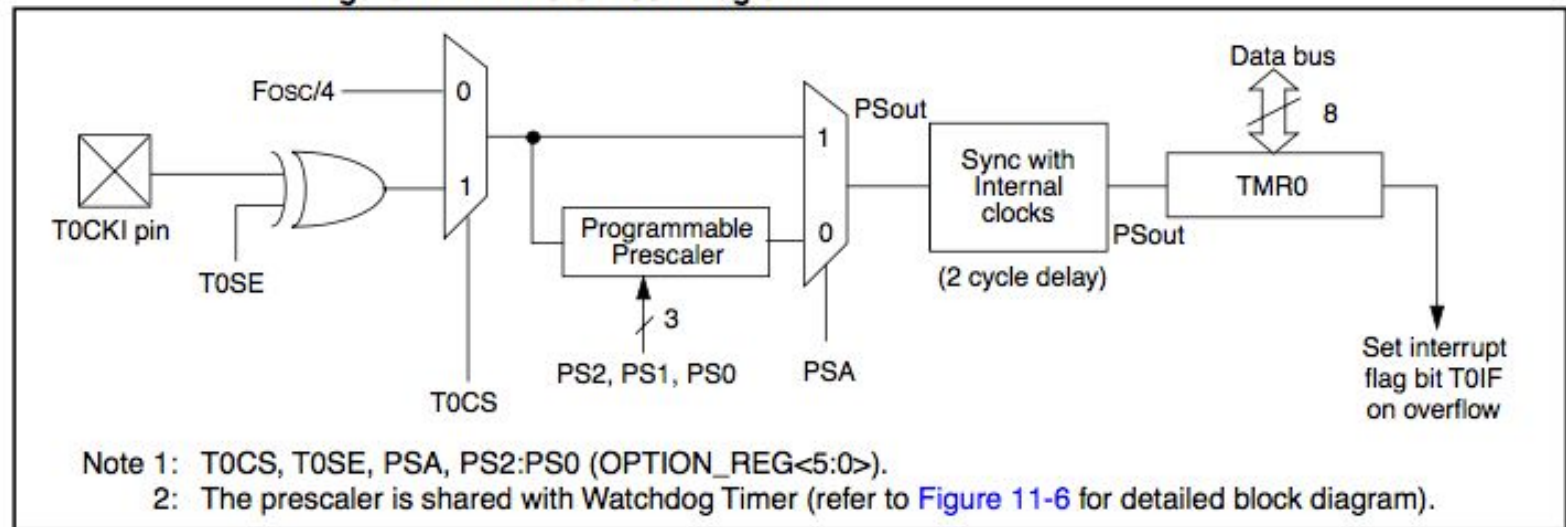 Data bus
8
Fosc/4
0
1
T0CKI pin
T0SE
T0CS
Programmable
Prescaler
3
PS2, PS1, PS0
1
0
PSA
PSout
Sync with
Internal
clocks
PSout
(2 cycle delay)
TMR0
Set interrupt
flag bit T0IF
on overflow
Note 1: T0CS, T0SE, PSA, PS2:PS0 (OPTION_REG<5:0>).
2: The prescaler is shared with Watchdog Timer (refer to Figure 11-6 for detailed block diagram).